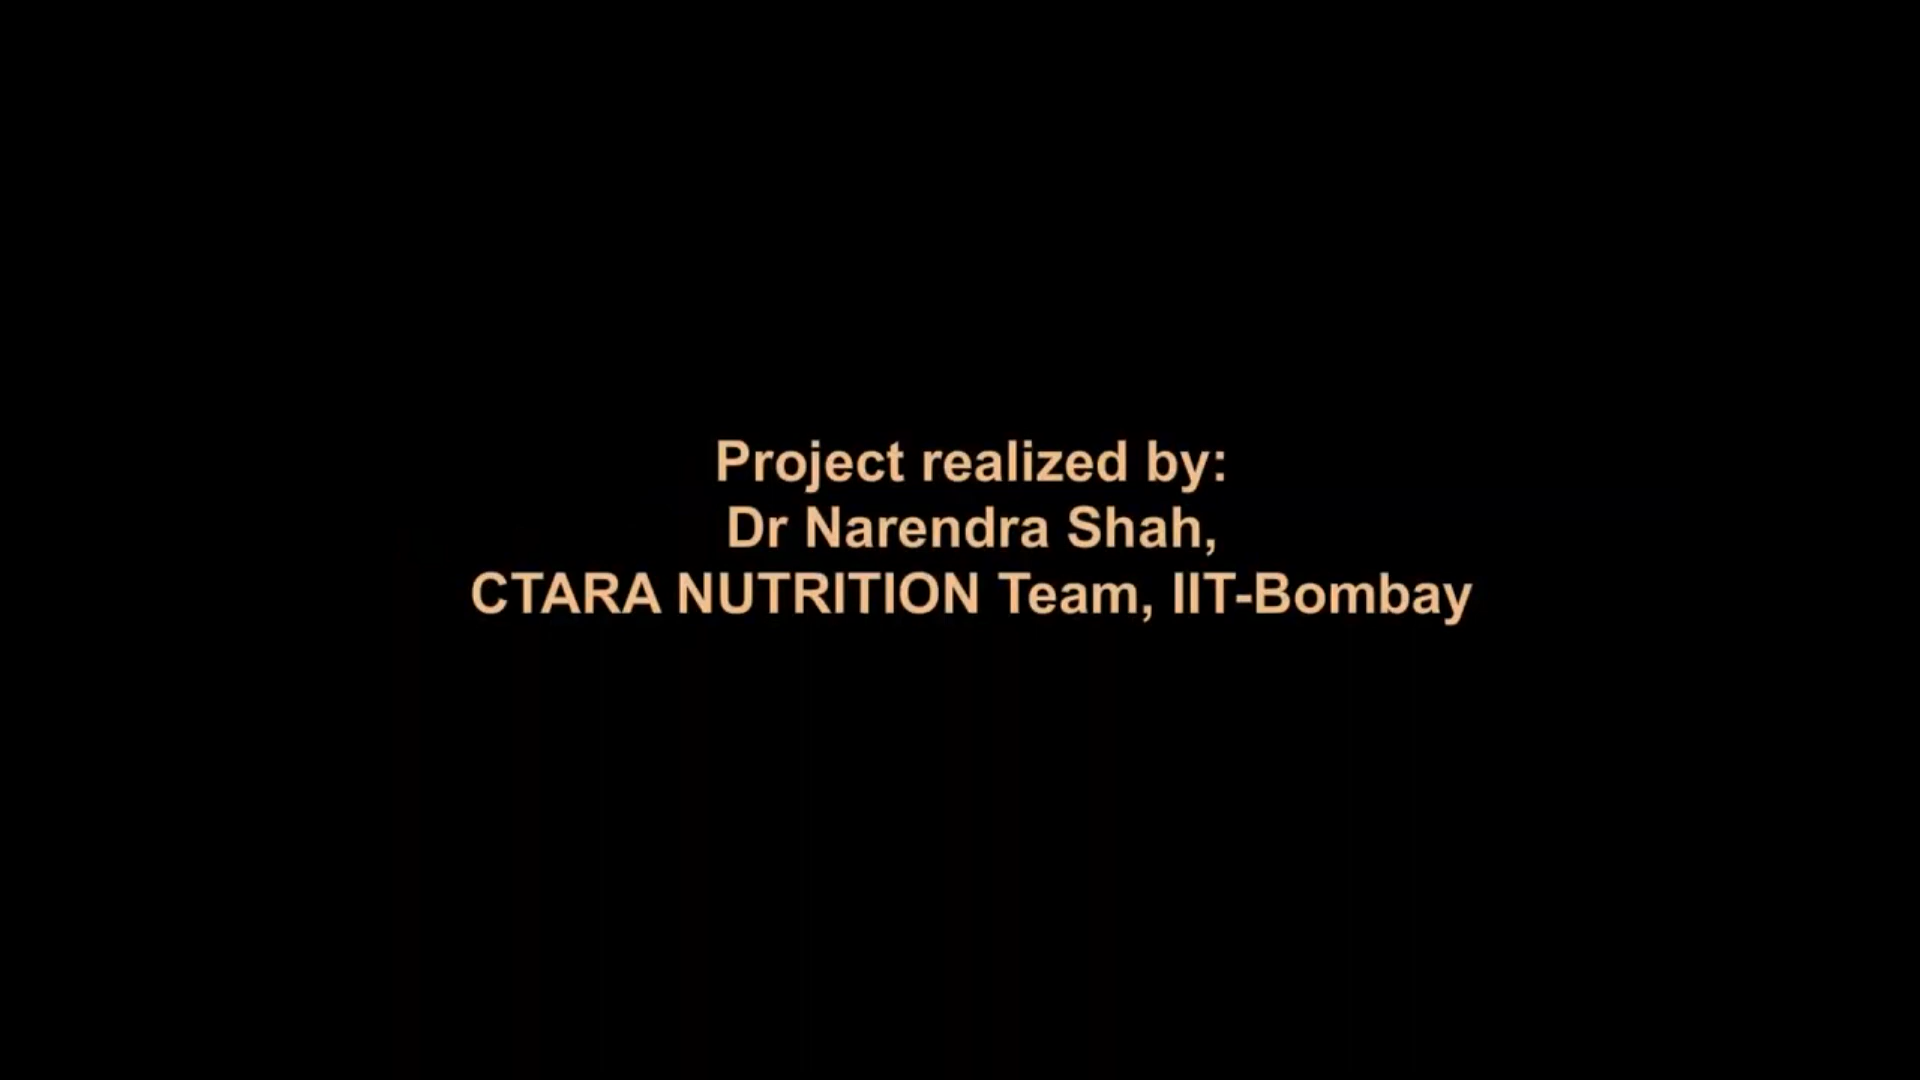 Project realized by:
Dr Narendra Shah,
CTARA NUTRITION Team, IIT-Bombay